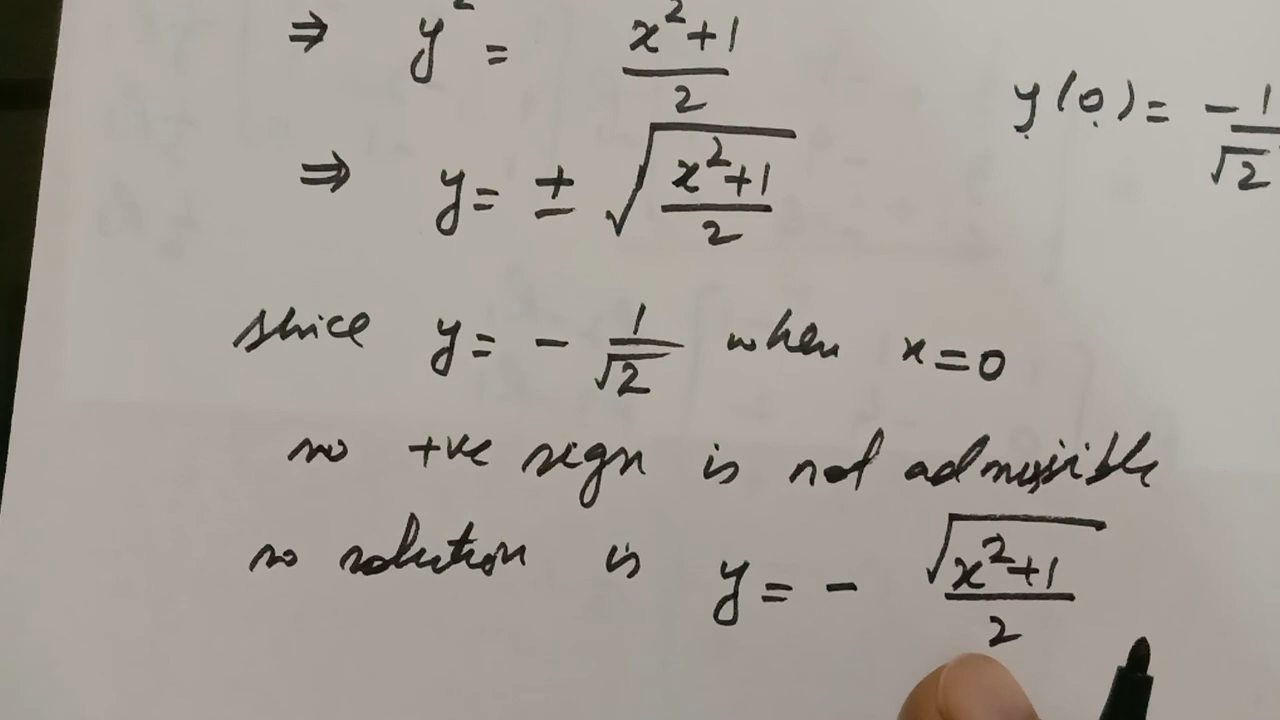 ⇒ y² = (x²+1)/2
y(0) = -1/√2
⇒ y = ± √((x²+1)/2)
since y = - 1/√2 when x=0
so +ve sign is not admissible
so solution is y = - √(x²+1)/2